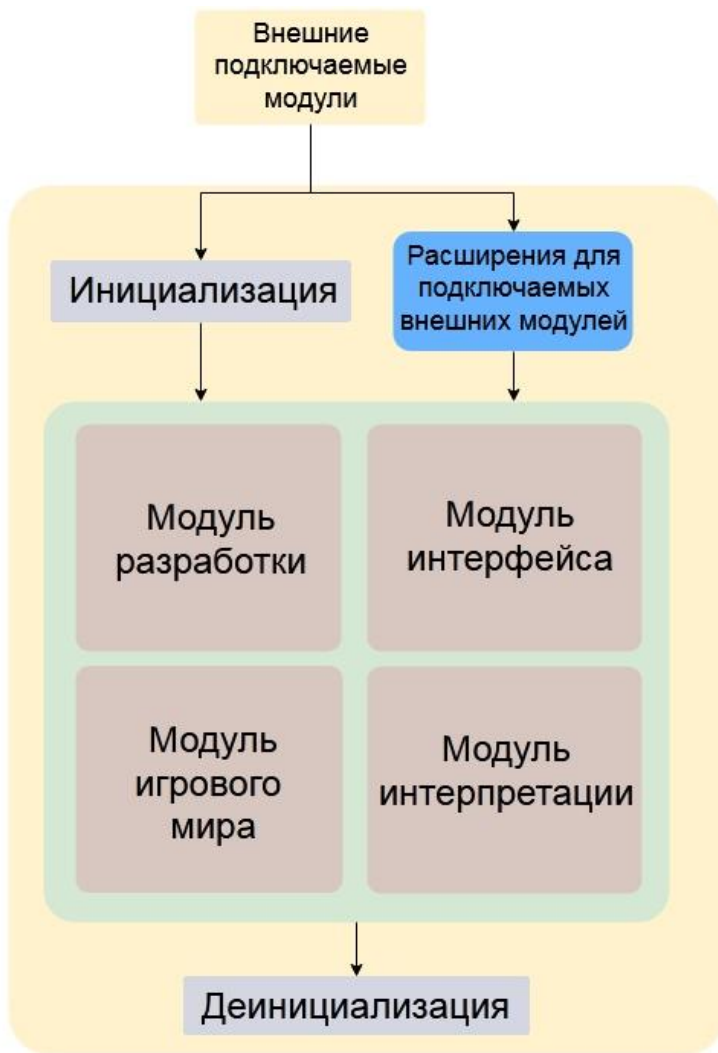 Внешние
подключаемые
модули
Инициализация
Расширения для
подключаемых
внешних модулей
Модуль
разработки
Модуль
интерфейса
Модуль
игрового
мира
Модуль
интерпретации
Деинициализация